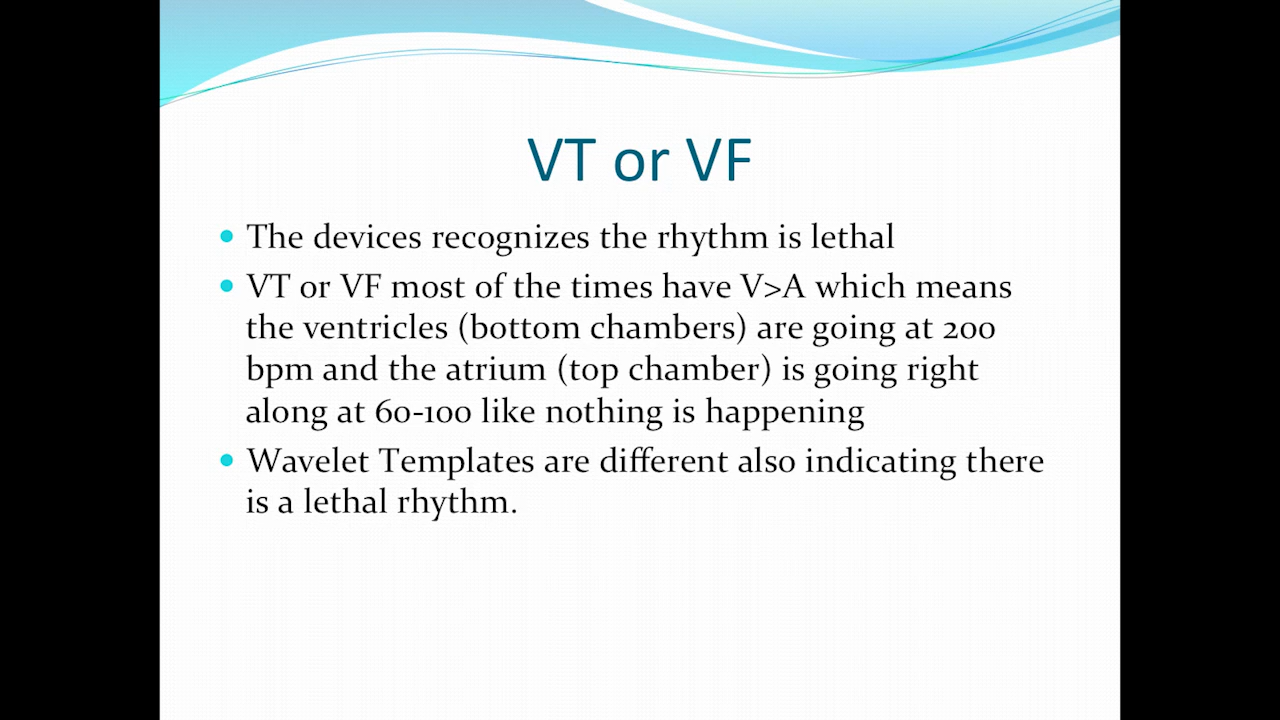 VT or VF
• The devices recognizes the rhythm is lethal
• VT or VF most of the times have V>A which means
the ventricles (bottom chambers) are going at 200
bpm and the atrium (top chamber) is going right
along at 60-100 like nothing is happening
• Wavelet Templates are different also indicating there
is a lethal rhythm.